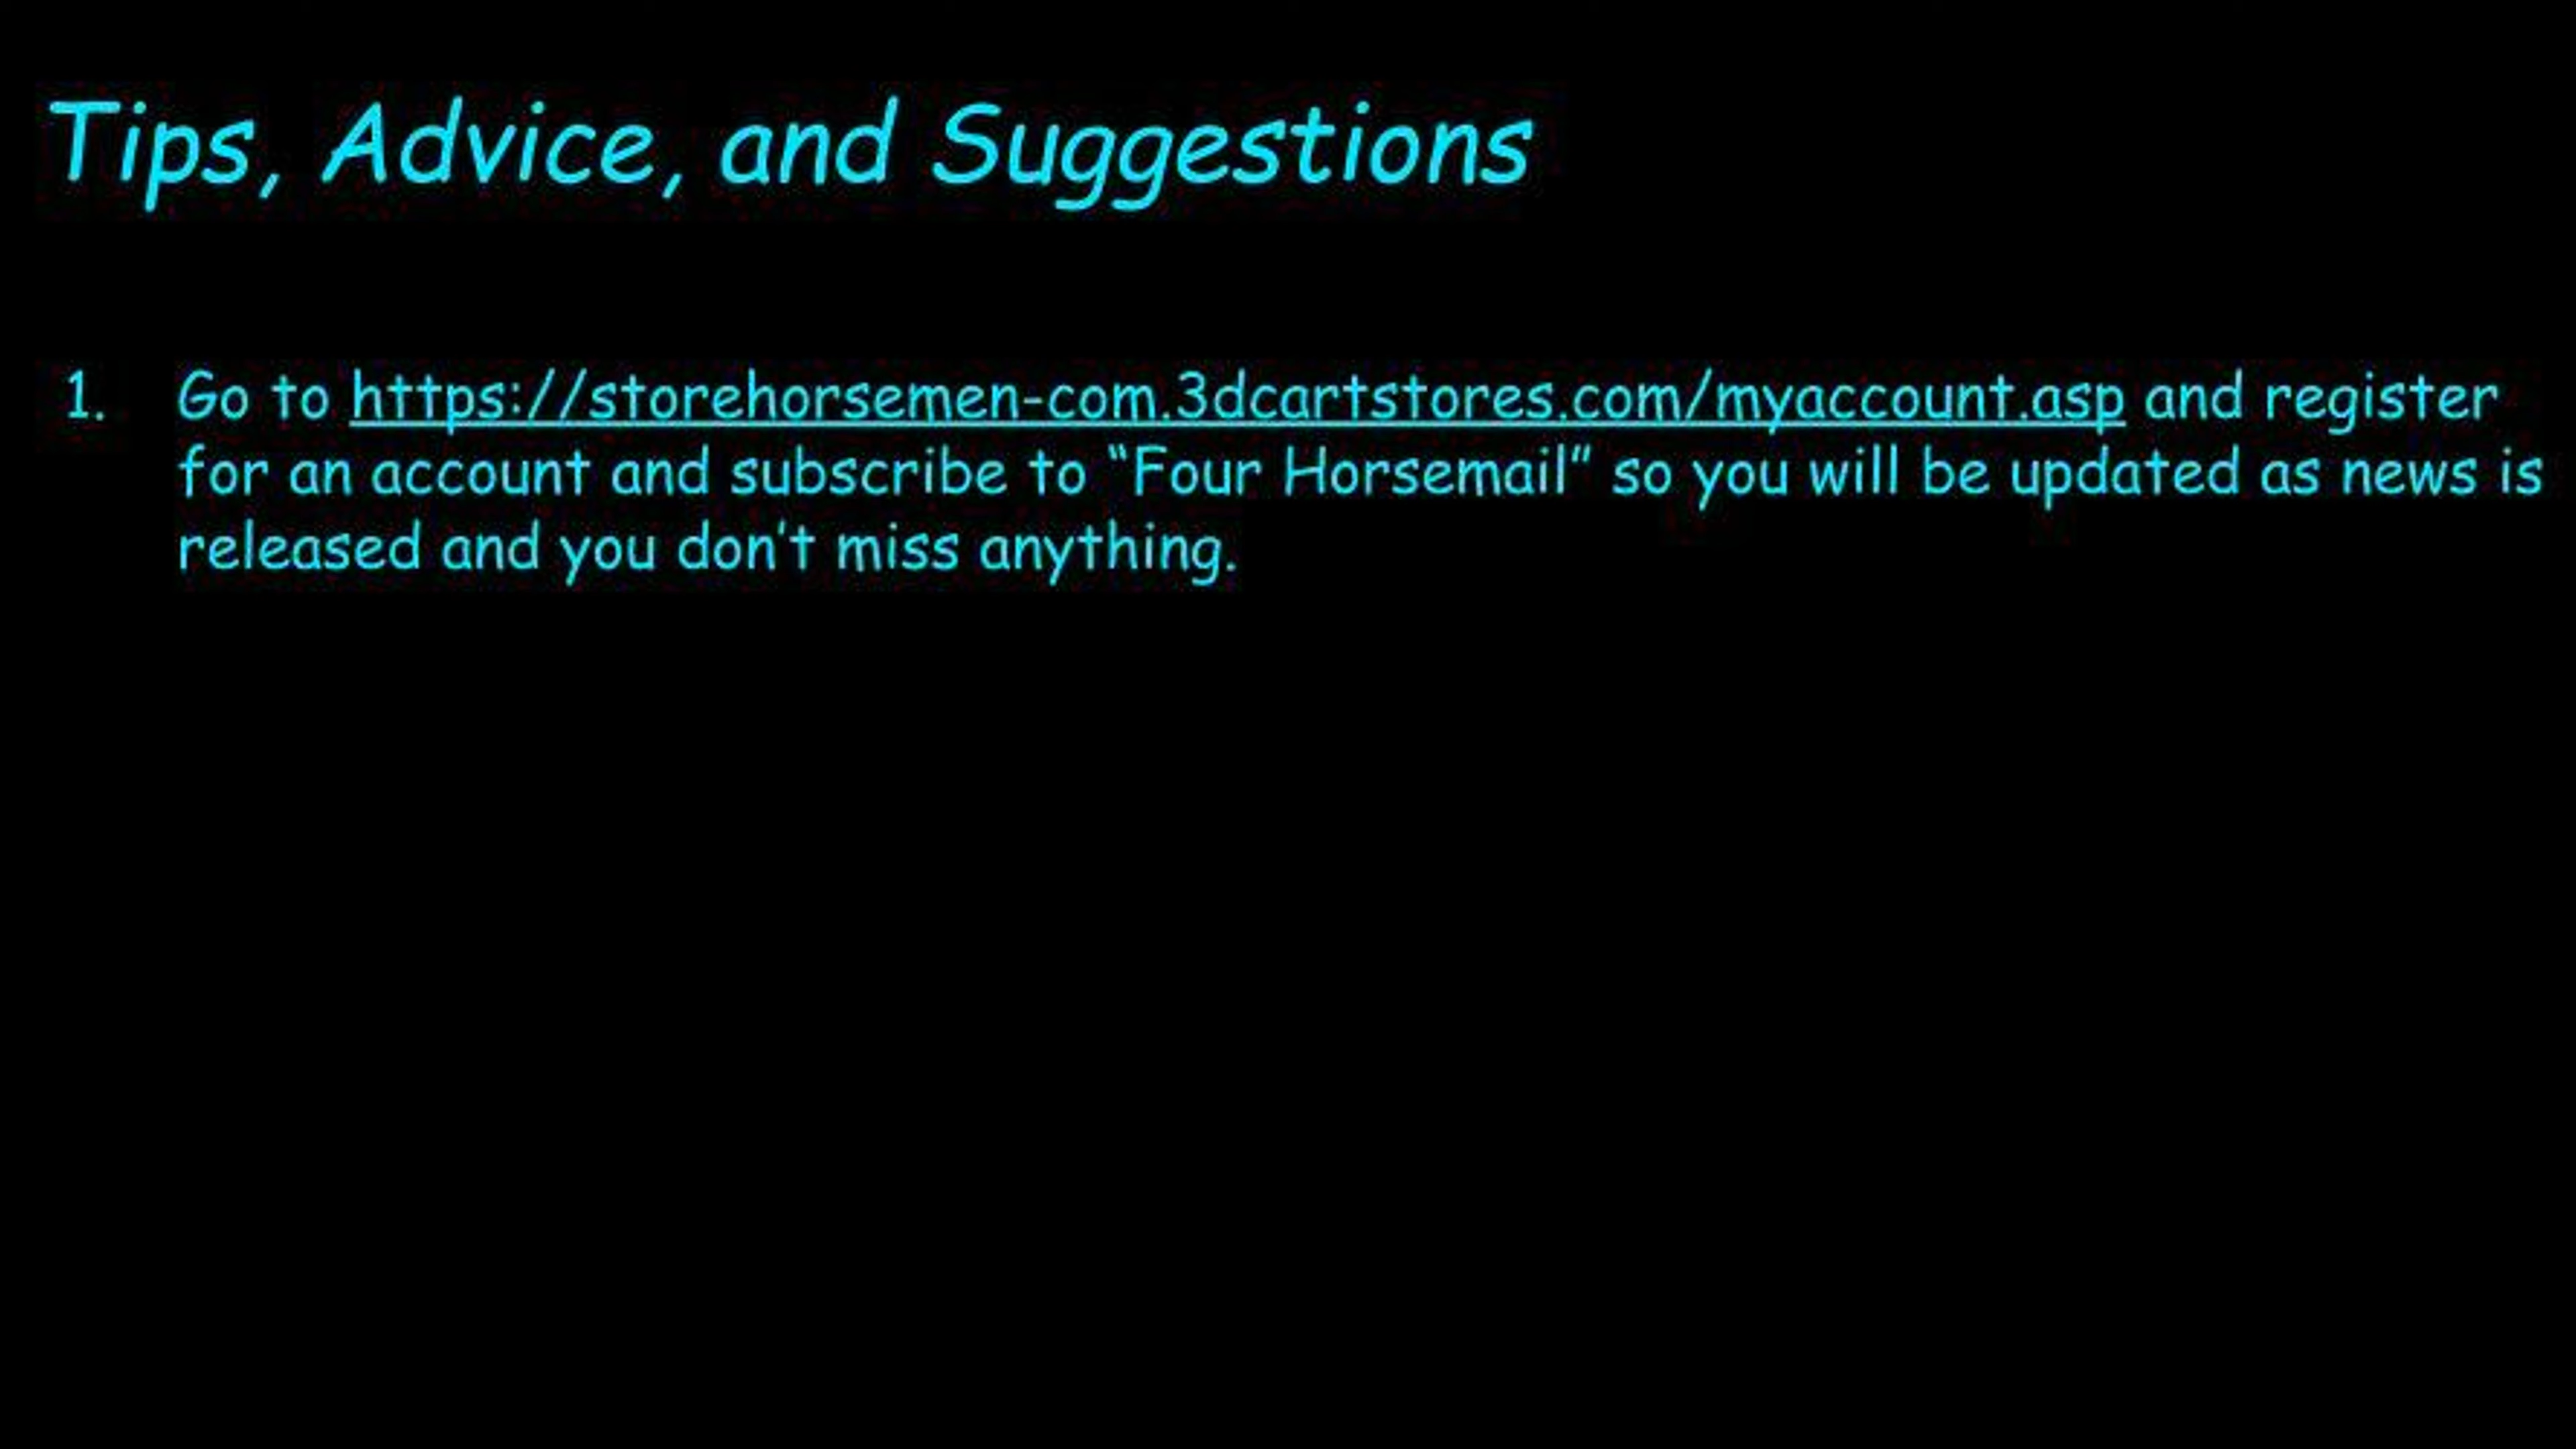 Tips, Advice, and Suggestions
1. Go to https://storehorsemen-com.3dcartstores.com/myaccount.asp and register
for an account and subscribe to “Four Horsemail” so you will be updated as news is
released and you don’t miss anything.